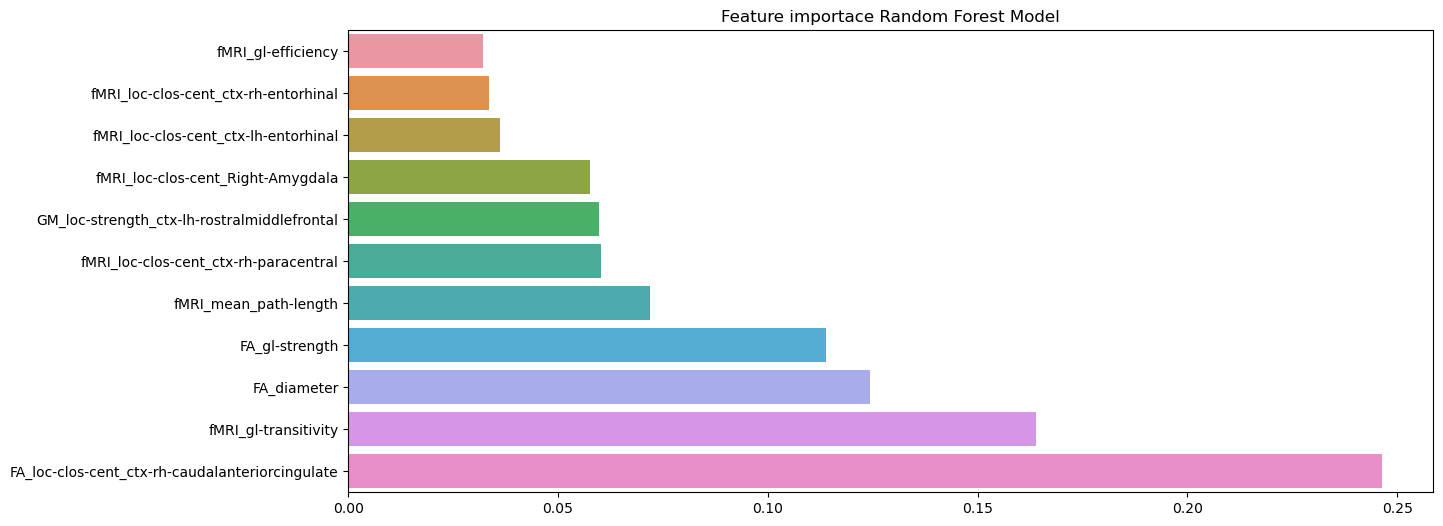 Feature importace Random Forest Model
fMRI_gl-efficiency
fMRI_loc-clos-cent_ctx-rh-entorhinal
fMRI_loc-clos-cent_ctx-lh-entorhinal
fMRI_loc-clos-cent_Right-Amygdala
GM_loc-strength_ctx-lh-rostralmiddlefrontal
fMRI_loc-clos-cent_ctx-rh-paracentral
fMRI_mean_path-length
FA_gl-strength
FA_diameter
fMRI_gl-transitivity
FA_loc-clos-cent_ctx-rh-caudalanteriorcingulate
0.00 0.05 0.10 0.15 0.20 0.25